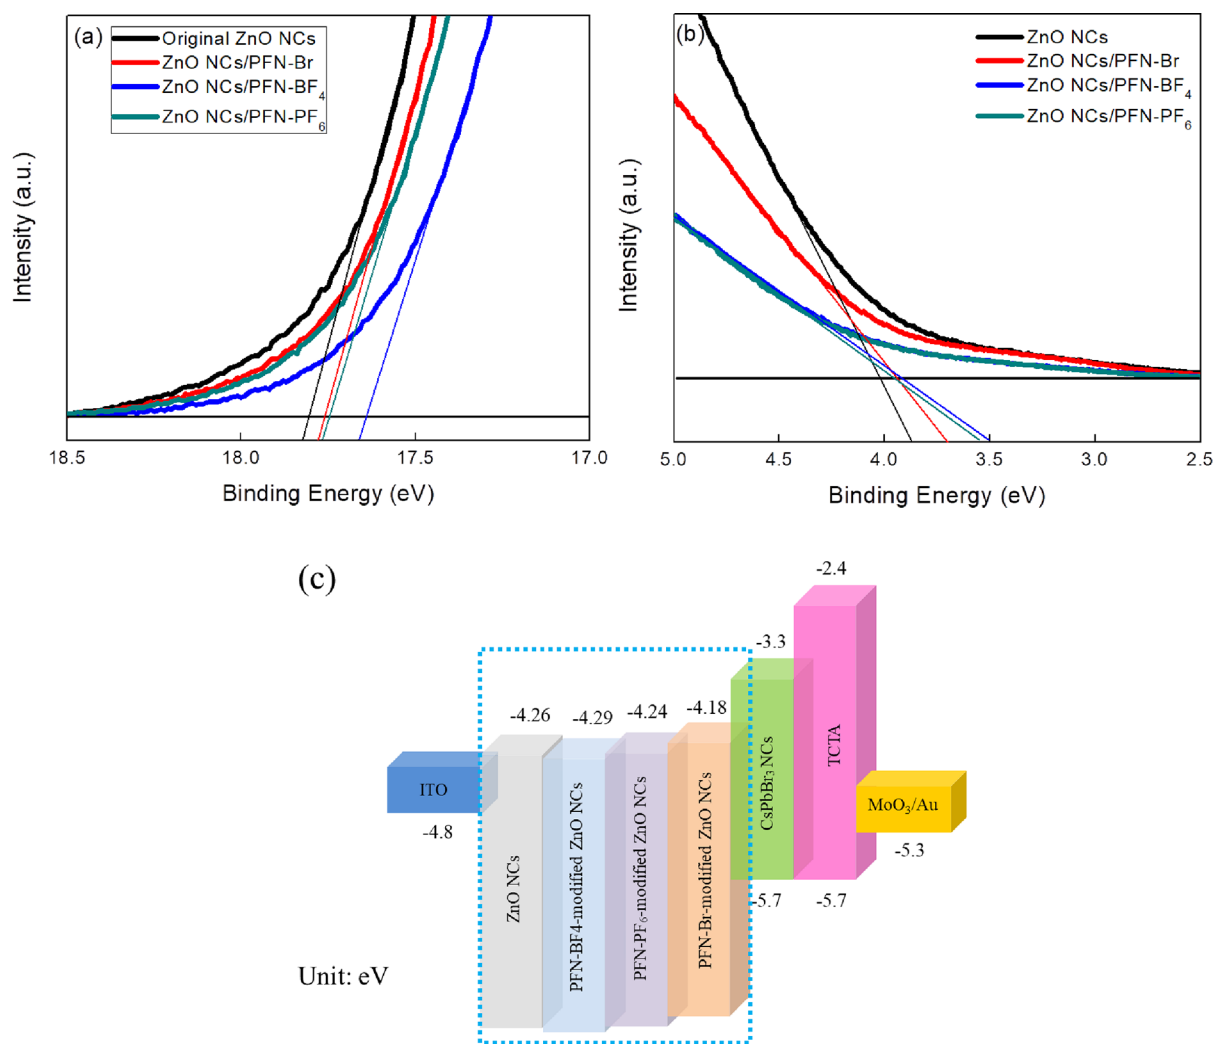 (a)
Original ZnO NCs
ZnO NCs/PFN-Br
ZnO NCs/PFN-BF4
ZnO NCs/PFN-PF6
Intensity (a.u.)
18.5 18.0 17.5 17.0
Binding Energy (eV)
(b)
ZnO NCs
ZnO NCs/PFN-Br
ZnO NCs/PFN-BF4
ZnO NCs/PFN-PF6
Intensity (a.u.)
5.0 4.5 4.0 3.5 3.0 2.5
Binding Energy (eV)
(c)
-2.4
-3.3
-4.26 -4.29 -4.24 -4.18
ITO
-4.8
ZnO NCs
PFN-BF4-modified ZnO NCs
PFN-PF6-modified ZnO NCs
PFN-Br-modified ZnO NCs
CsPbBr3 NCs
TCTA
MoO3/Au
-5.3
-5.7 -5.7
Unit: eV